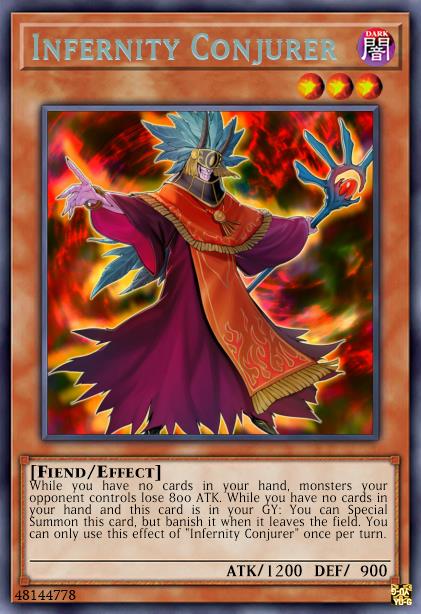 INFERNITY CONJURER
DARK
闇
[FIEND/EFFECT]
While you have no cards in your hand, monsters your
opponent controls lose 800 ATK. While you have no cards in
your hand and this card is in your GY: You can Special
Summon this card, but banish it when it leaves the field. You
can only use this effect of "Infernity Conjurer" once per turn.
ATK/1200 DEF/ 900
48144778